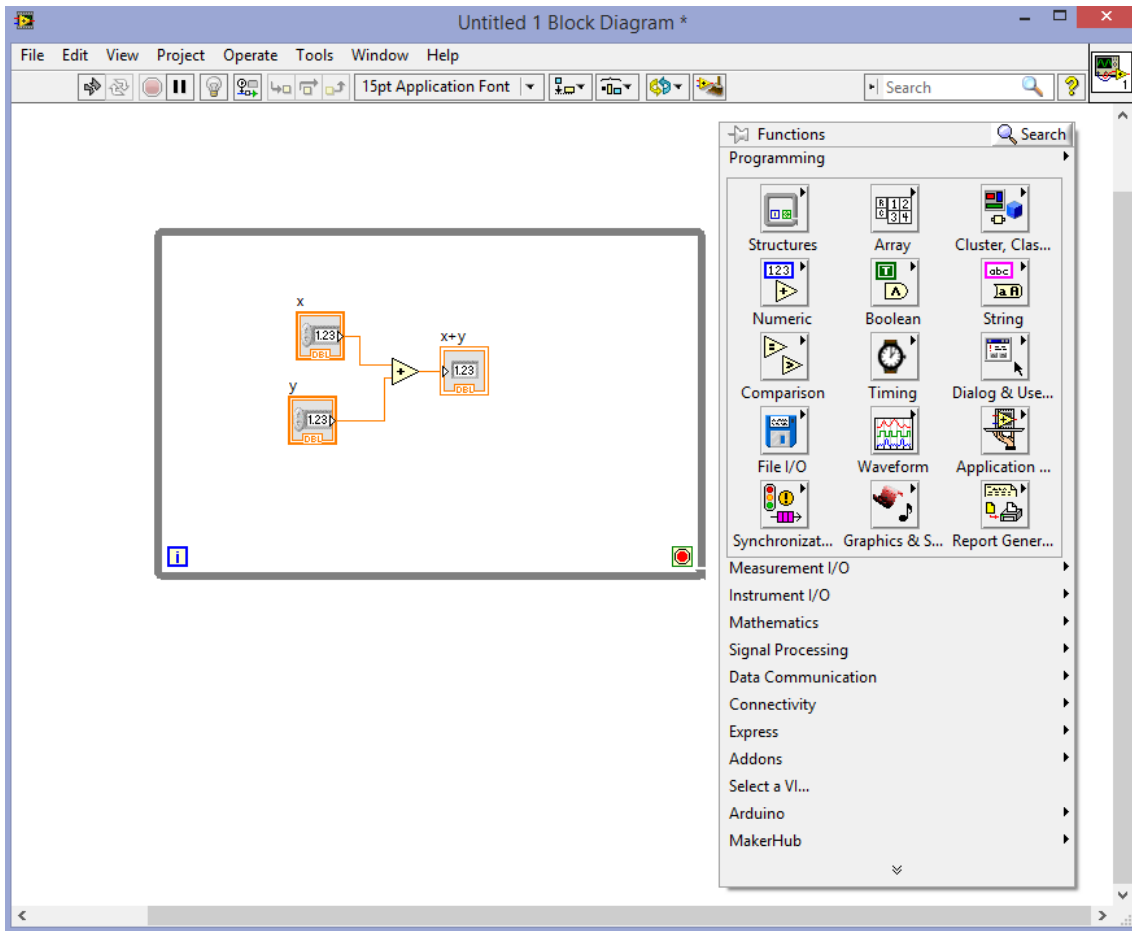 Untitled 1 Block Diagram *
File Edit View Project Operate Tools Window Help
15pt Application Font
Search
?
1
Functions Search
Programming
Structures Array Cluster, Clas...
123
Numeric Boolean String
Comparison Timing Dialog & Use...
File I/O Waveform Application ...
Synchronizat... Graphics & S... Report Gener...
Measurement I/O
Instrument I/O
Mathematics
Signal Processing
Data Communication
Connectivity
Express
Addons
Select a VI...
Arduino
MakerHub
x
1.23
DBL
x+y
1.23
DBL
y
1.23
DBL
i